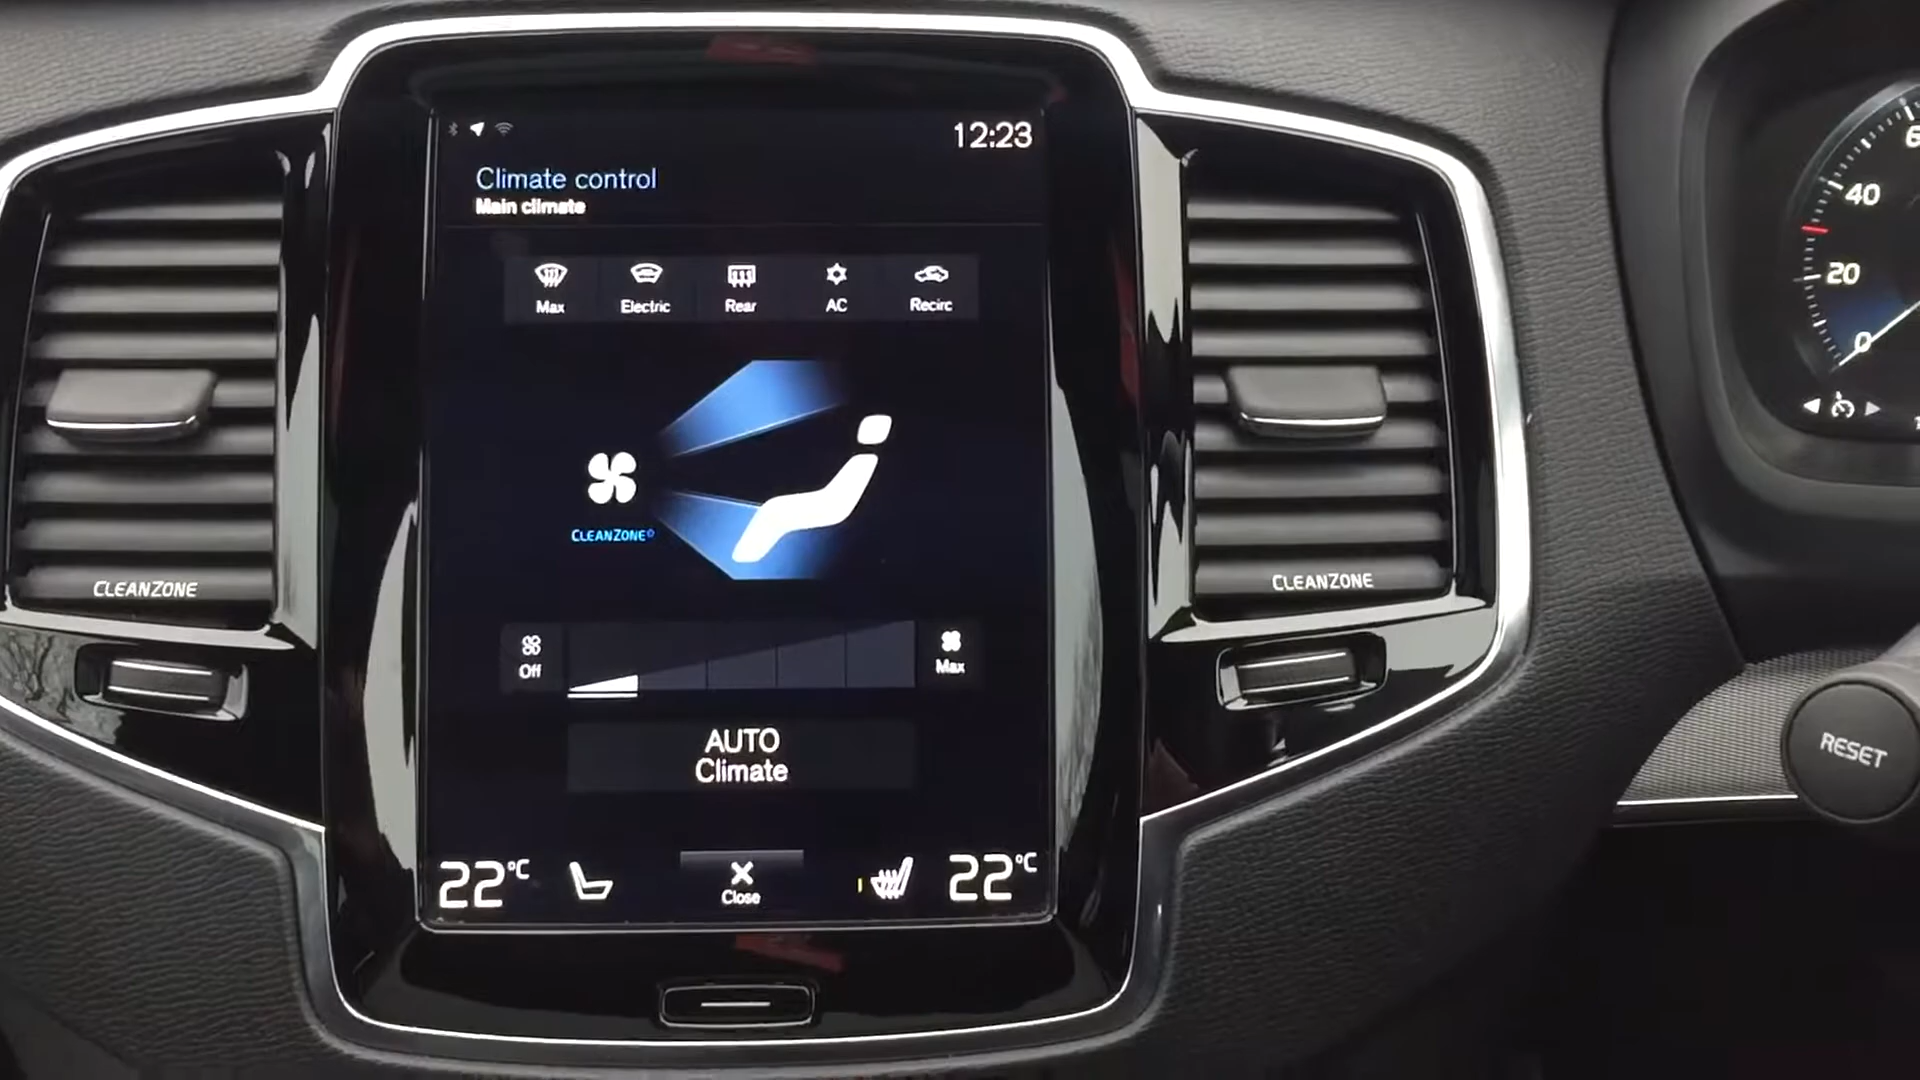 12:23
Climate control
Main climate
Max
Electric
Rear
AC
Recirc
CLEANZONE
Off
Max
AUTO
Climate
22°C
Close
22°C
CLEANZONE
CLEANZONE
40
20
0
RESET